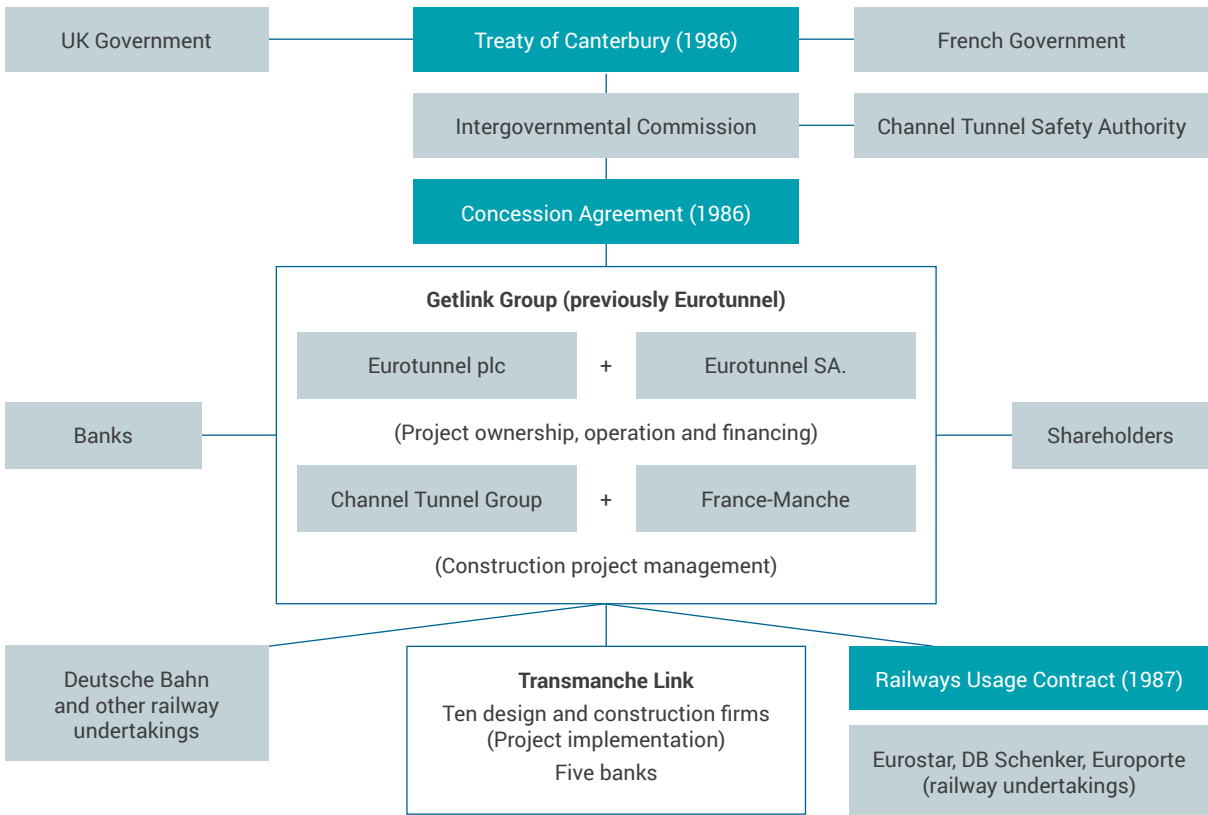 UK Government
Treaty of Canterbury (1986)
French Government
Intergovernmental Commission
Channel Tunnel Safety Authority
Concession Agreement (1986)
Getlink Group (previously Eurotunnel)
Eurotunnel plc
+
Eurotunnel SA.
(Project ownership, operation and financing)
Banks
Shareholders
Channel Tunnel Group
+
France-Manche
(Construction project management)
Deutsche Bahn
and other railway
undertakings
Transmanche Link
Ten design and construction firms
(Project implementation)
Five banks
Railways Usage Contract (1987)
Eurostar, DB Schenker, Europorte
(railway undertakings)